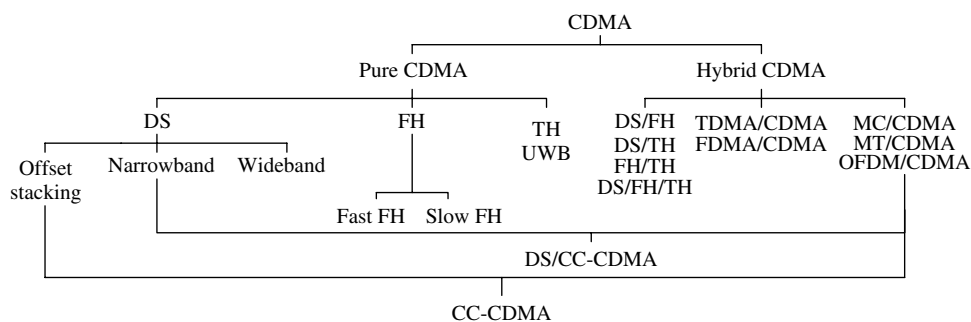 CDMA
Pure CDMA
Hybrid CDMA
DS
FH
TH
UWB
DS/FH
DS/TH
FH/TH
DS/FH/TH
TDMA/CDMA
FDMA/CDMA
MC/CDMA
MT/CDMA
OFDM/CDMA
Offset
stacking
Narrowband
Wideband
Fast FH
Slow FH
DS/CC-CDMA
CC-CDMA